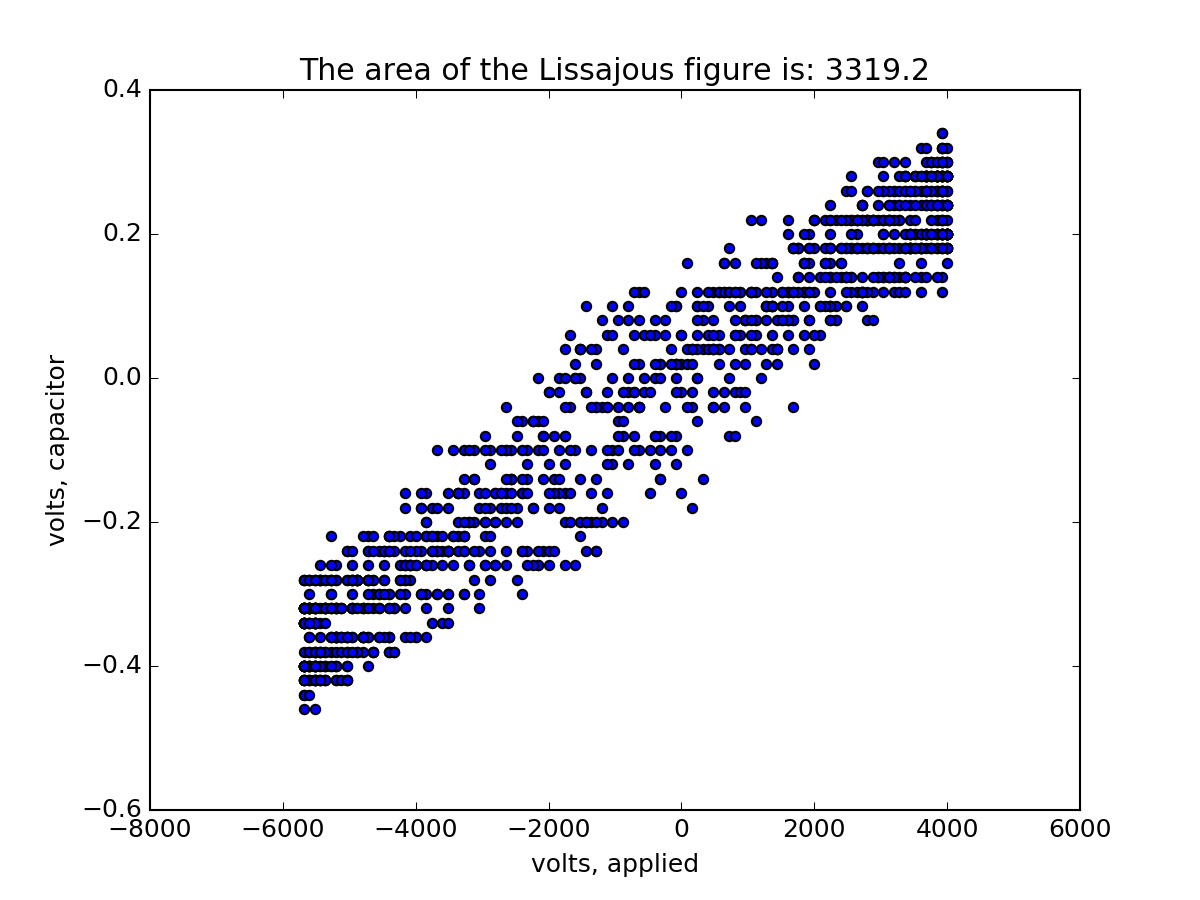 The area of the Lissajous figure is: 3319.2
0.4
0.2
0.0
−0.2
−0.4
−0.6
volts, capacitor
−8000 −6000 −4000 −2000 0 2000 4000 6000
volts, applied